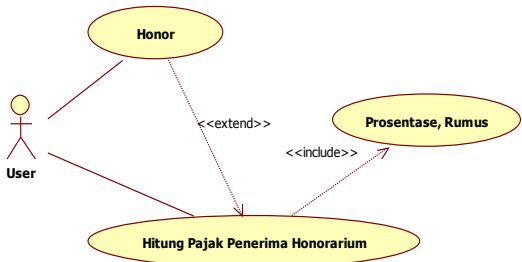 Honor
<<extend>>
Prosentase, Rumus
<<include>>
User
Hitung Pajak Penerima Honorarium